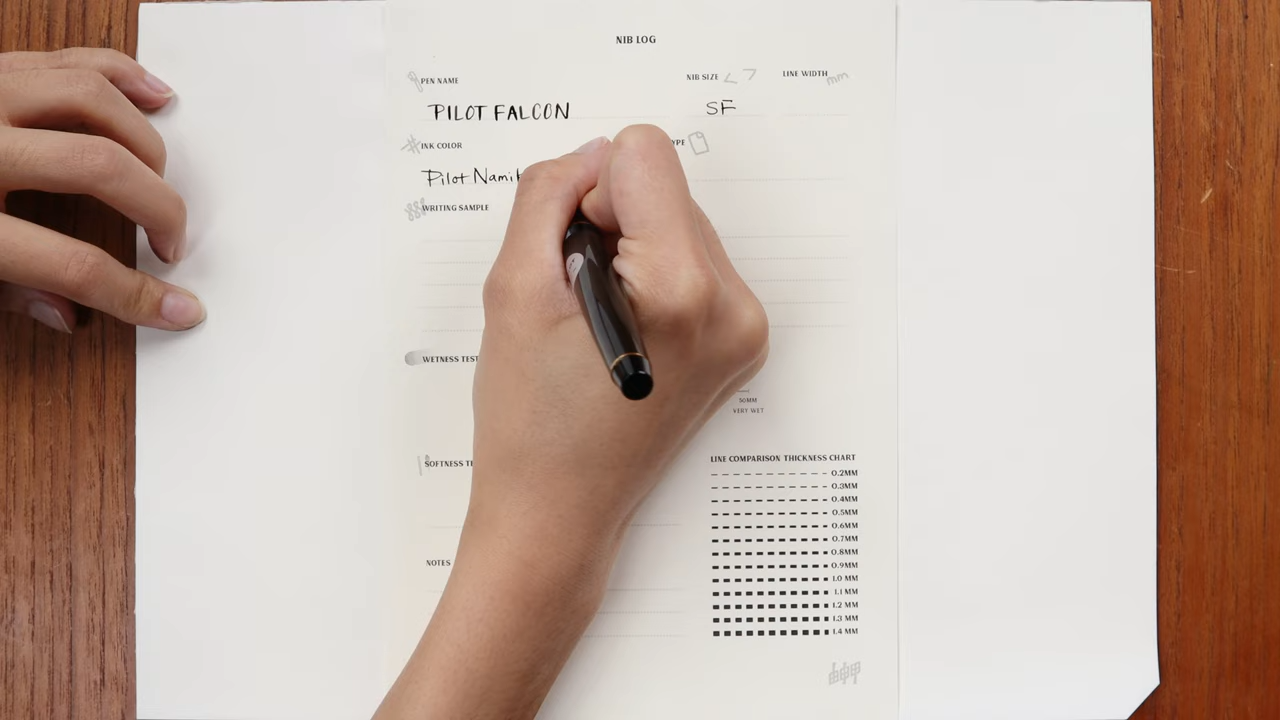 NIB LOG
PEN NAME NIB SIZE LINE WIDTH
mm
PILOT FALCON SF
INK COLOR
Pilot
WRITING SAMPLE
WETNESS TEST
50MM
VERY WET
SOFTNESS
LINE COMPARISON THICKNESS CHART
0.2MM
0.3MM
0.4MM
0.5MM
0.6MM
0.7MM
0.8MM
0.9MM
1.0 MM
1.1 MM
1.2 MM
1.3 MM
1.4 MM
NOTES